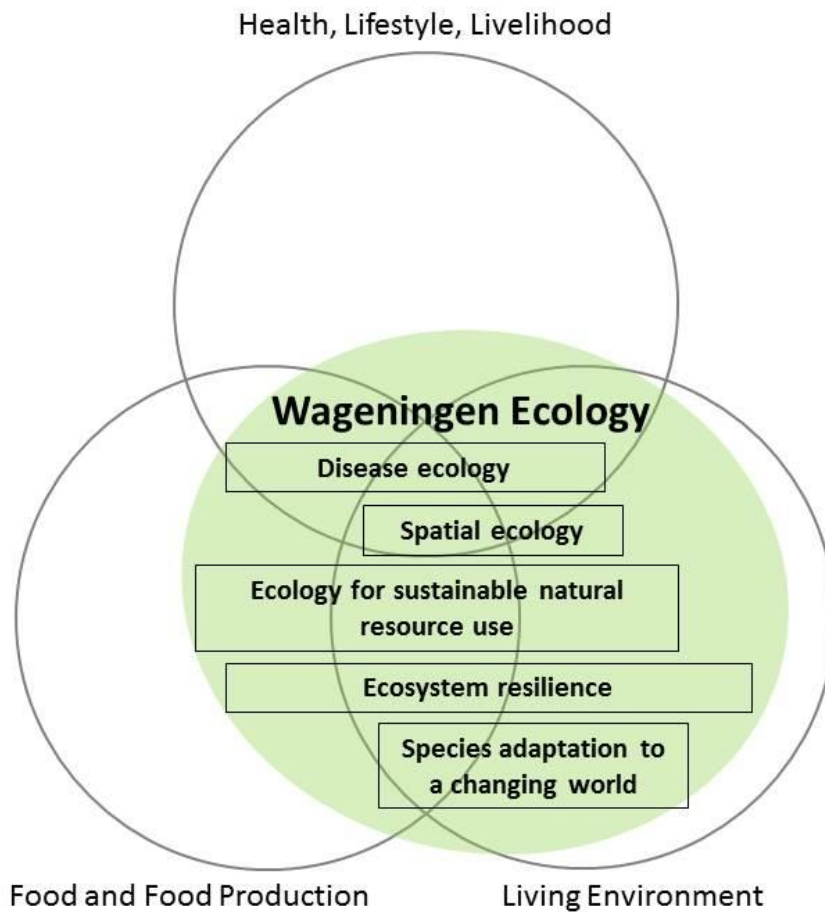 Health, Lifestyle, Livelihood
Wageningen Ecology
Disease ecology
Spatial ecology
Ecology for sustainable natural
resource use
Ecosystem resilience
Species adaptation to
a changing world
Food and Food Production
Living Environment